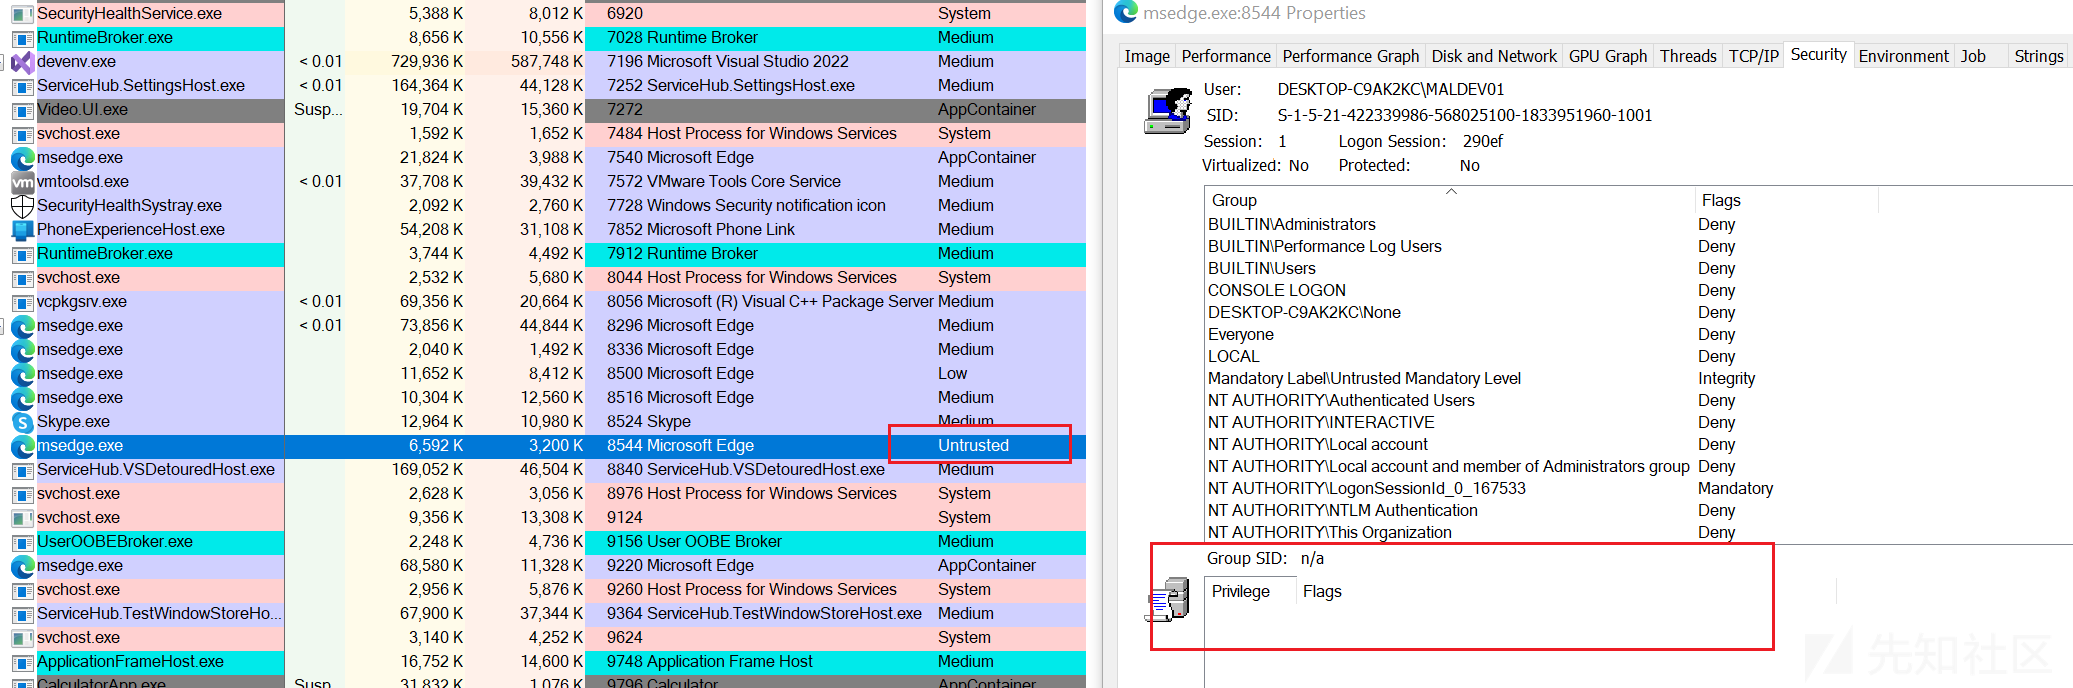 SecurityHealthService.exe 5,388 K 8,012 K 6920 System
RuntimeBroker.exe 8,656 K 10,556 K 7028 Runtime Broker Medium
devenv.exe < 0.01 729,936 K 587,748 K 7196 Microsoft Visual Studio 2022 Medium
ServiceHub.SettingsHost.exe < 0.01 164,364 K 44,128 K 7252 ServiceHub.SettingsHost.exe Medium
Video.UI.exe Susp... 19,704 K 15,360 K 7272 AppContainer
svchost.exe 1,592 K 1,652 K 7484 Host Process for Windows Services System
msedge.exe 21,824 K 3,988 K 7540 Microsoft Edge AppContainer
vmtoolsd.exe < 0.01 37,708 K 39,432 K 7572 VMware Tools Core Service Medium
SecurityHealthSystray.exe 2,092 K 2,760 K 7728 Windows Security notification icon Medium
PhoneExperienceHost.exe 54,208 K 31,108 K 7852 Microsoft Phone Link Medium
RuntimeBroker.exe 3,744 K 4,492 K 7912 Runtime Broker Medium
svchost.exe 2,532 K 5,680 K 8044 Host Process for Windows Services System
vcpkgsrv.exe < 0.01 69,356 K 20,664 K 8056 Microsoft (R) Visual C++ Package Server Medium
msedge.exe < 0.01 73,856 K 44,844 K 8296 Microsoft Edge Medium
msedge.exe 2,040 K 1,492 K 8336 Microsoft Edge Medium
msedge.exe 11,652 K 8,412 K 8500 Microsoft Edge Low
msedge.exe 10,304 K 12,560 K 8516 Microsoft Edge Medium
Skype.exe 12,964 K 10,980 K 8524 Skype Medium
msedge.exe 6,592 K 3,200 K 8544 Microsoft Edge Untrusted
ServiceHub.VSDetouredHost.exe 169,052 K 46,504 K 8840 ServiceHub.VSDetouredHost.exe Medium
svchost.exe 2,628 K 3,056 K 8976 Host Process for Windows Services System
svchost.exe 9,356 K 13,308 K 9124 System
UserOOBEBroker.exe 2,248 K 4,736 K 9156 User OOBE Broker Medium
msedge.exe 68,580 K 11,328 K 9220 Microsoft Edge AppContainer
svchost.exe 2,956 K 5,876 K 9260 Host Process for Windows Services System
ServiceHub.TestWindowStoreHo... 67,900 K 37,344 K 9364 ServiceHub.TestWindowStoreHost.exe Medium
svchost.exe 3,140 K 4,252 K 9624 System
ApplicationFrameHost.exe 16,752 K 14,600 K 9748 Application Frame Host Medium
CalculatorApp.exe Susp... 31,832 K 1,076 K 9796 Calculator AppContainer
msedge.exe:8544 Properties
Image Performance Performance Graph Disk and Network GPU Graph Threads TCP/IP Security Environment Job Strings
User: DESKTOP-C9AK2KC\MALDEV01
SID: S-1-5-21-422339986-568025100-1833951960-1001
Session: 1 Logon Session: 290ef
Virtualized: No Protected: No
Group Flags
BUILTIN\Administrators Deny
BUILTIN\Performance Log Users Deny
BUILTIN\Users Deny
CONSOLE LOGON Deny
DESKTOP-C9AK2KC\None Deny
Everyone Deny
LOCAL Deny
Mandatory Label\Untrusted Mandatory Level Integrity
NT AUTHORITY\Authenticated Users Deny
NT AUTHORITY\INTERACTIVE Deny
NT AUTHORITY\Local account Deny
NT AUTHORITY\Local account and member of Administrators group Deny
NT AUTHORITY\LogonSessionId_0_167533 Mandatory
NT AUTHORITY\NTLM Authentication Deny
NT AUTHORITY\This Organization Deny
Group SID: n/a
Privilege Flags
先知社区